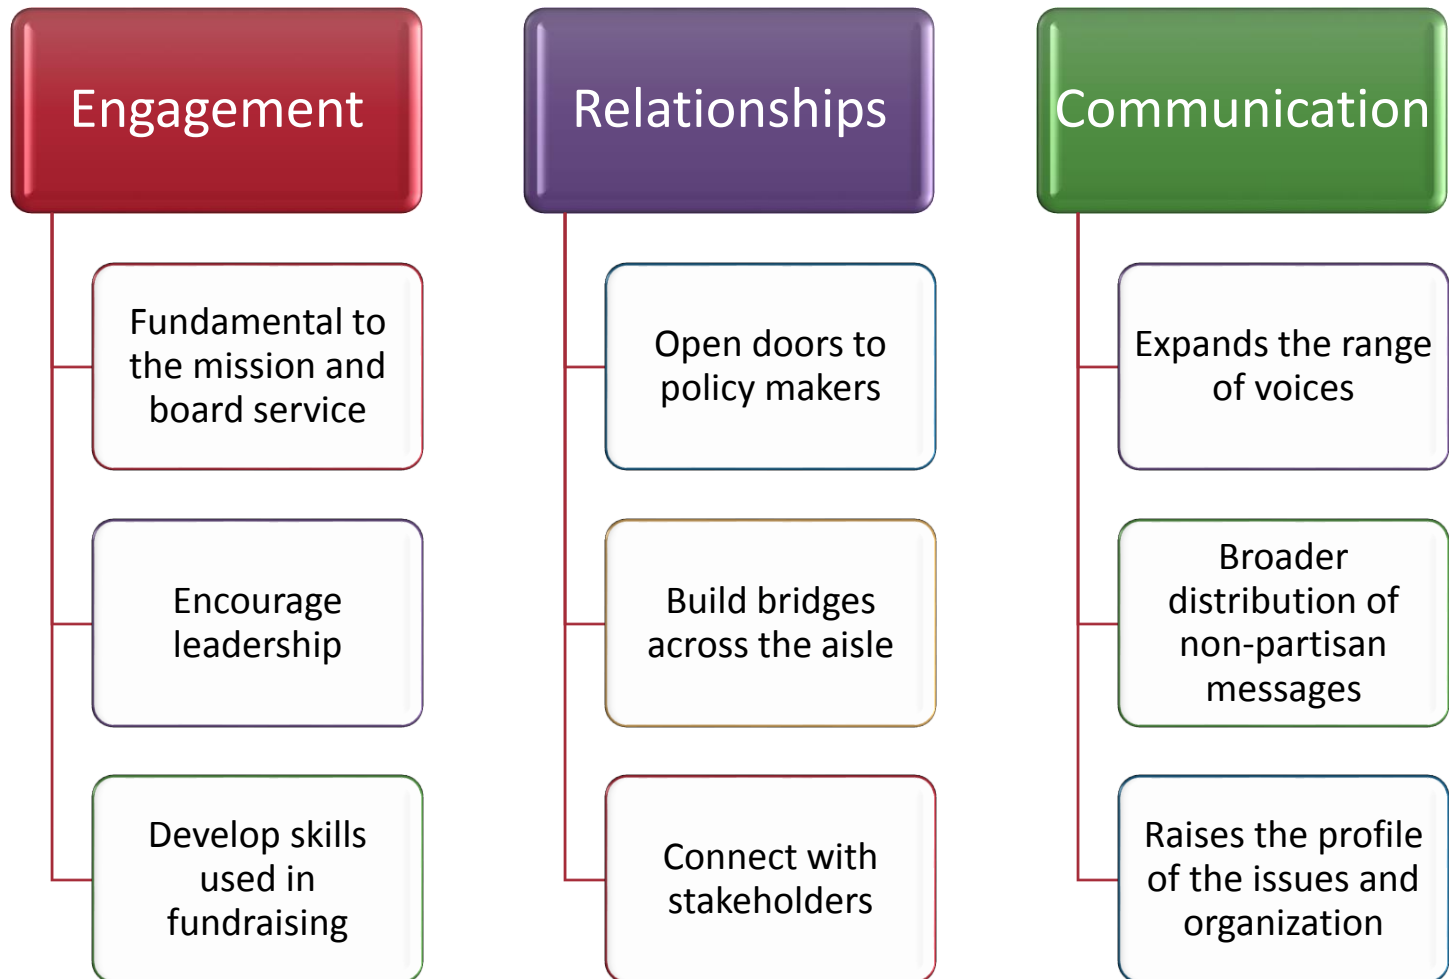 Engagement
Fundamental to
the mission and
board service
Encourage
leadership
Develop skills
used in
fundraising
Relationships
Open doors to
policy makers
Build bridges
across the aisle
Connect with
stakeholders
Communication
Expands the range
of voices
Broader
distribution of
non-partisan
messages
Raises the profile
of the issues and
organization